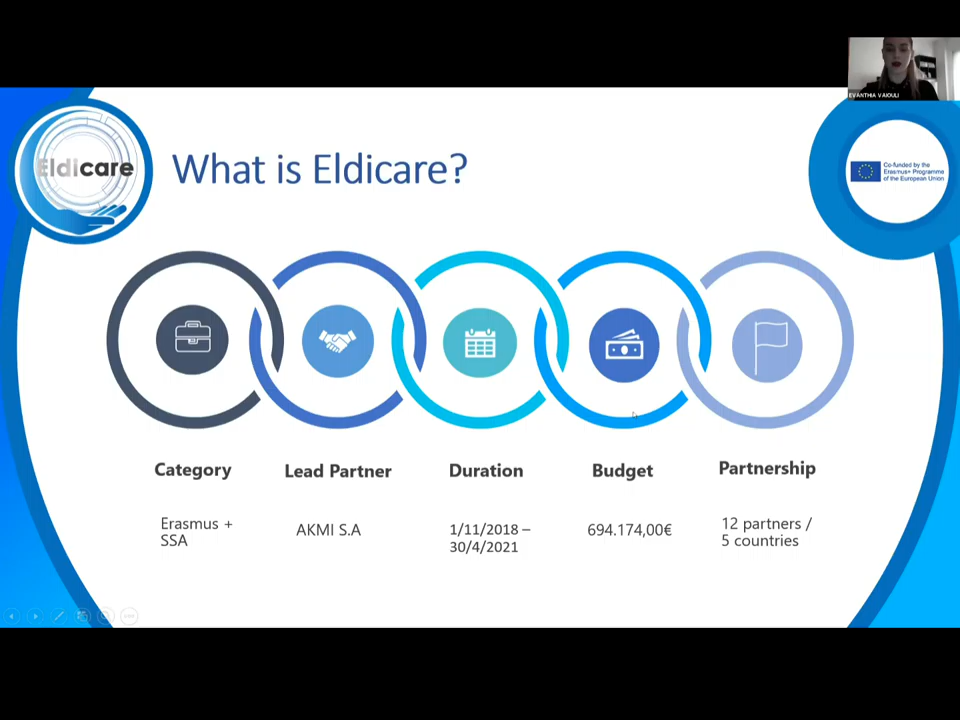 EVANTHIA VAIOULI
Eldicare
What is Eldicare?
Co-funded by the
Erasmus+ Programme
of the European Union
Category
Lead Partner
Duration
Budget
Partnership
Erasmus +
SSA
AKMI S.A
1/11/2018 –
30/4/2021
694.174,00€
12 partners /
5 countries